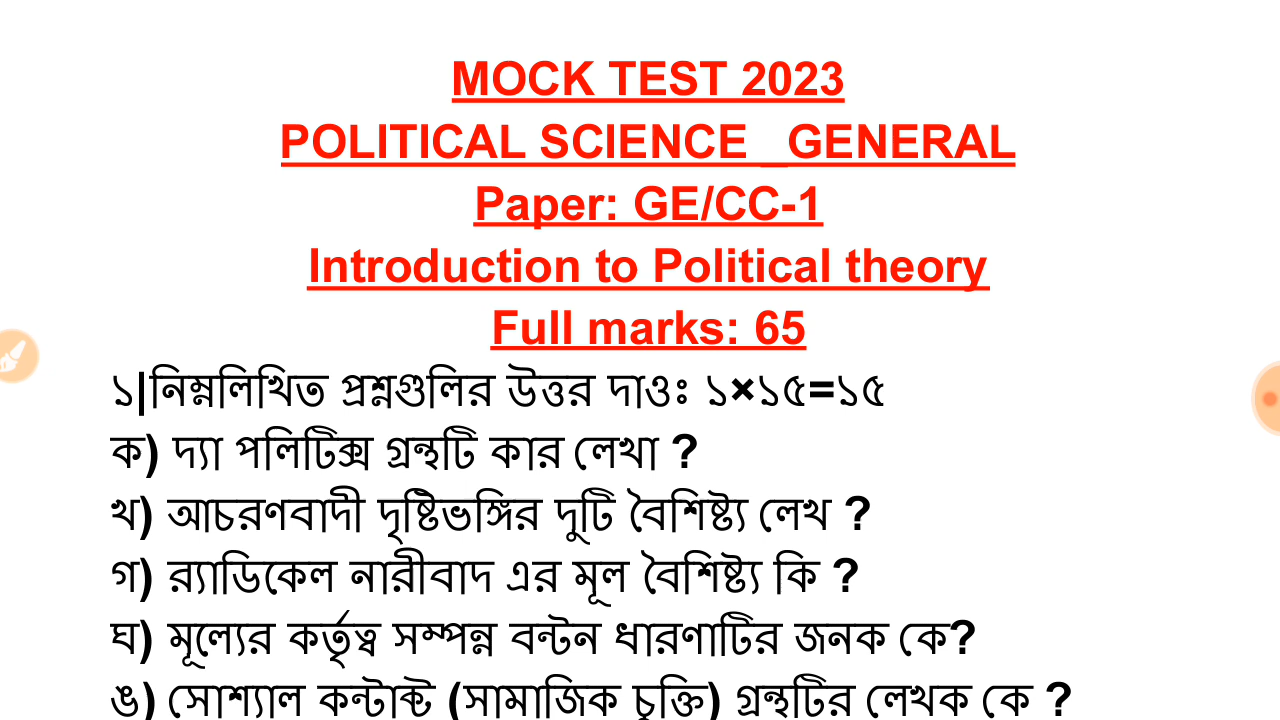 MOCK TEST 2023
POLITICAL SCIENCE _GENERAL
Paper: GE/CC-1
Introduction to Political theory
Full marks: 65
১|নিম্নলিখিত প্রশ্নগুলির উত্তর দাওঃ ১×১৫=১৫
ক) দ্যা পলিটিক্স গ্রন্থটি কার লেখা ?
খ) আচরণবাদী দৃষ্টিভঙ্গির দুটি বৈশিষ্ট্য লেখ ?
গ) র‍্যাডিকেল নারীবাদ এর মূল বৈশিষ্ট্য কি ?
ঘ) মূল্যের কর্তৃত্ব সম্পন্ন বন্টন ধারণাটির জনক কে?
ঙ) সোশ্যাল কন্টাক্ট (সামাজিক চুক্তি) গ্রন্থটির লেখক কে ?